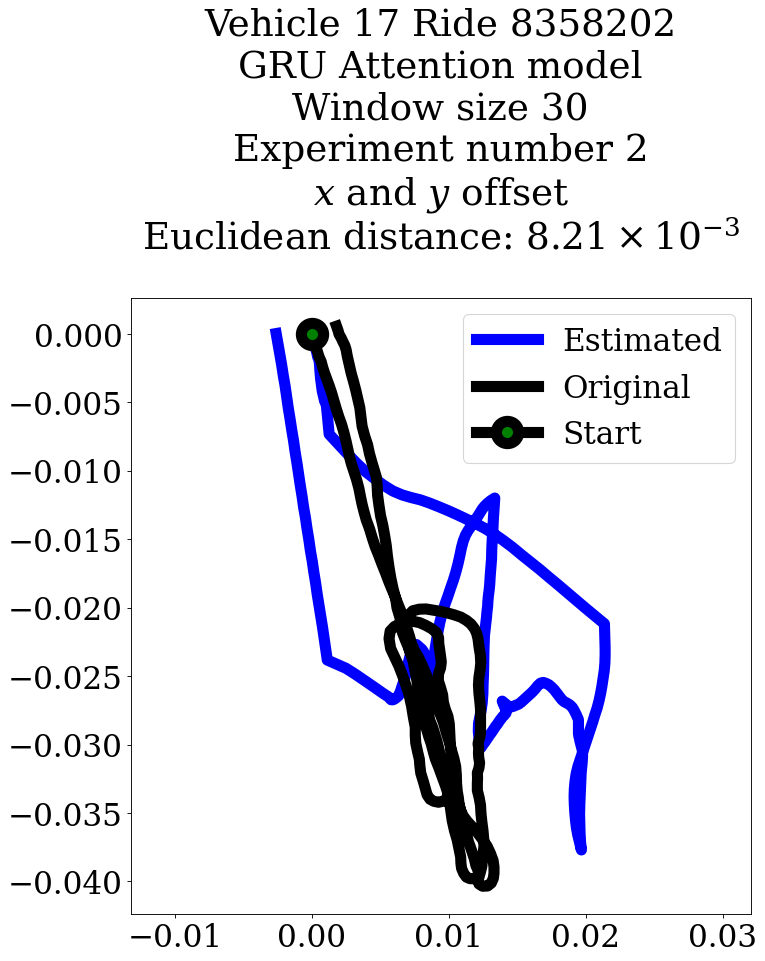 Vehicle 17 Ride 8358202
GRU Attention model
Window size 30
Experiment number 2
x and y offset
Euclidean distance: 8.21 × 10⁻³
Estimated
Original
Start
0.000
−0.005
−0.010
−0.015
−0.020
−0.025
−0.030
−0.035
−0.040
−0.01 0.00 0.01 0.02 0.03